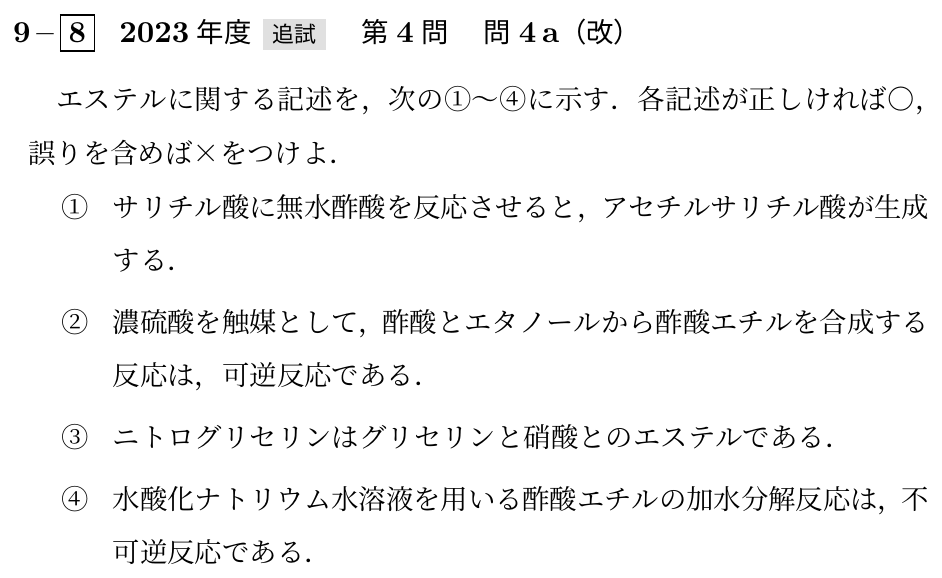 9－8 2023年度 追試 第4問 問4a（改）
エステルに関する記述を，次の①～④に示す．各記述が正しければ○，
誤りを含めば×をつけよ．
① サリチル酸に無水酢酸を反応させると，アセチルサリチル酸が生成
する．
② 濃硫酸を触媒として，酢酸とエタノールから酢酸エチルを合成する
反応は，可逆反応である．
③ ニトログリセリンはグリセリンと硝酸とのエステルである．
④ 水酸化ナトリウム水溶液を用いる酢酸エチルの加水分解反応は，不
可逆反応である．